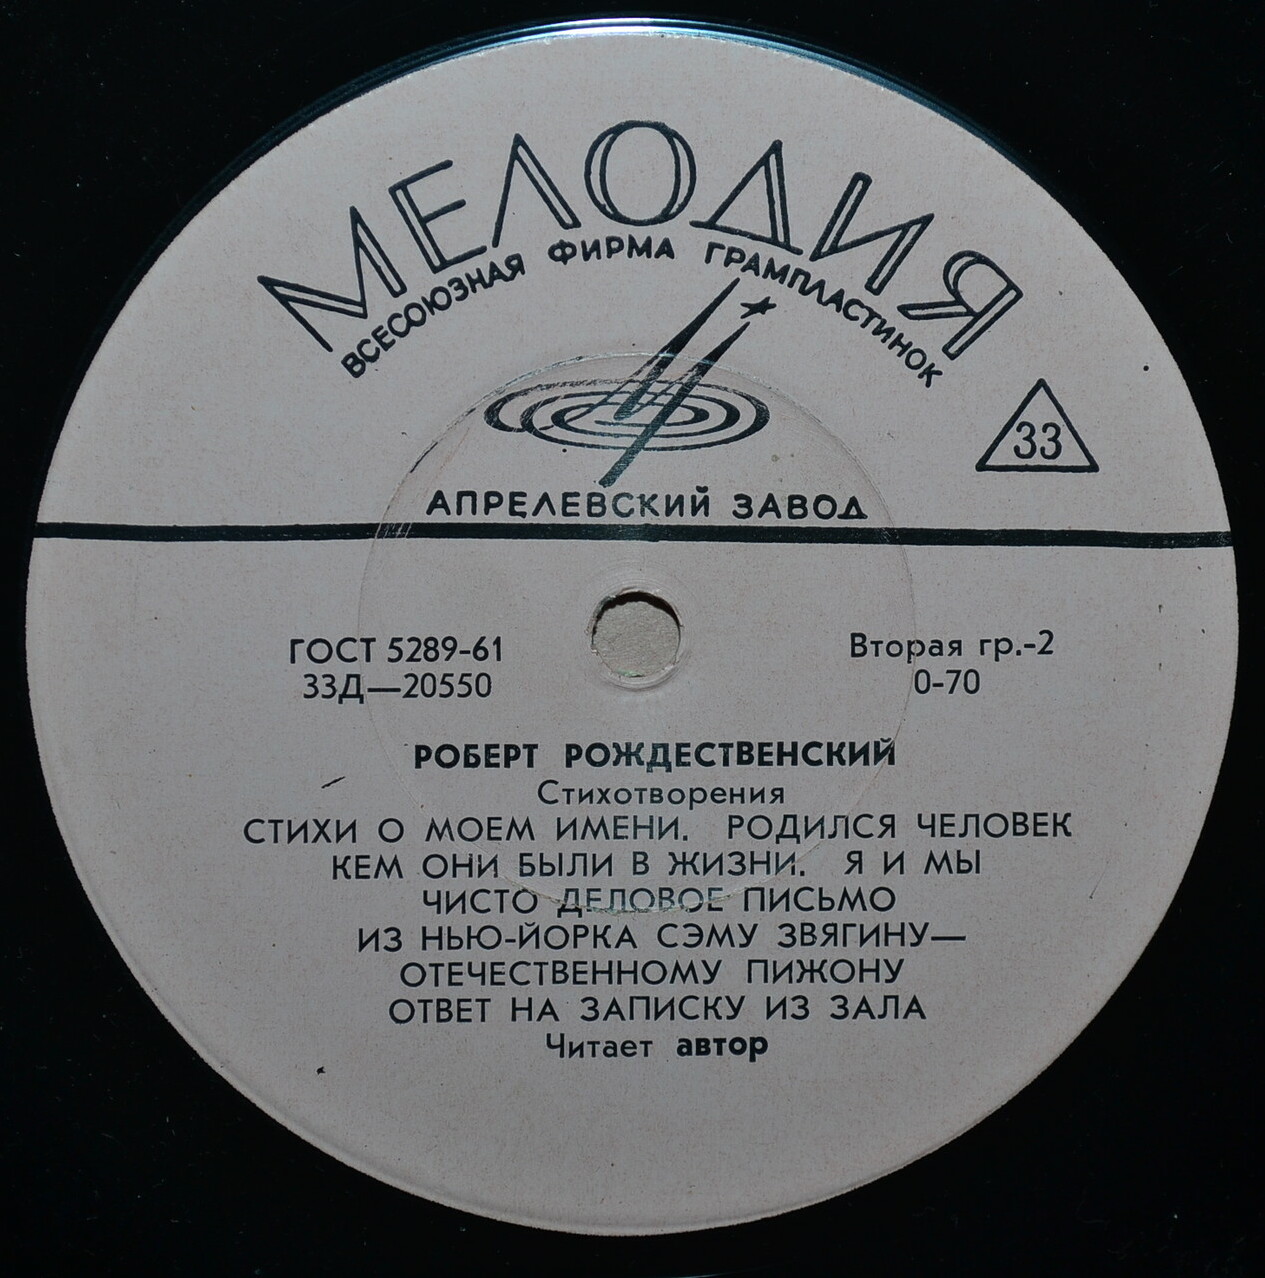 МЕЛОДИЯ
ВСЕСОЮЗНАЯ ФИРМА ГРАМПЛАСТИНОК
33
АПРЕЛЕВСКИЙ ЗАВОД
ГОСТ 5289-61
33Д—20550
Вторая гр.-2
0-70
РОБЕРТ РОЖДЕСТВЕНСКИЙ
Стихотворения
СТИХИ О МОЕМ ИМЕНИ. РОДИЛСЯ ЧЕЛОВЕК
КЕМ ОНИ БЫЛИ В ЖИЗНИ. Я И МЫ
ЧИСТО ДЕЛОВОЕ ПИСЬМО
ИЗ НЬЮ-ЙОРКА СЭМУ ЗВЯГИНУ—
ОТЕЧЕСТВЕННОМУ ПИЖОНУ
ОТВЕТ НА ЗАПИСКУ ИЗ ЗАЛА
Читает автор